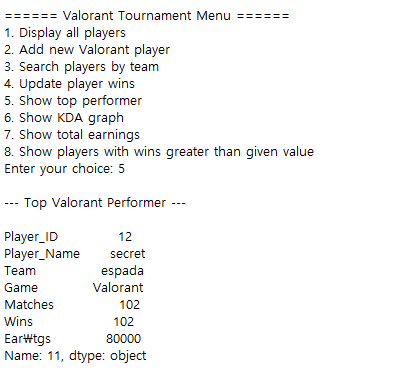 ====== Valorant Tournament Menu ======
1. Display all players
2. Add new Valorant player
3. Search players by team
4. Update player wins
5. Show top performer
6. Show KDA graph
7. Show total earnings
8. Show players with wins greater than given value
Enter your choice: 5
--- Top Valorant Performer ---
Player_ID 12
Player_Name secret
Team espada
Game Valorant
Matches 102
Wins 102
Ear₩tgs 80000
Name: 11, dtype: object